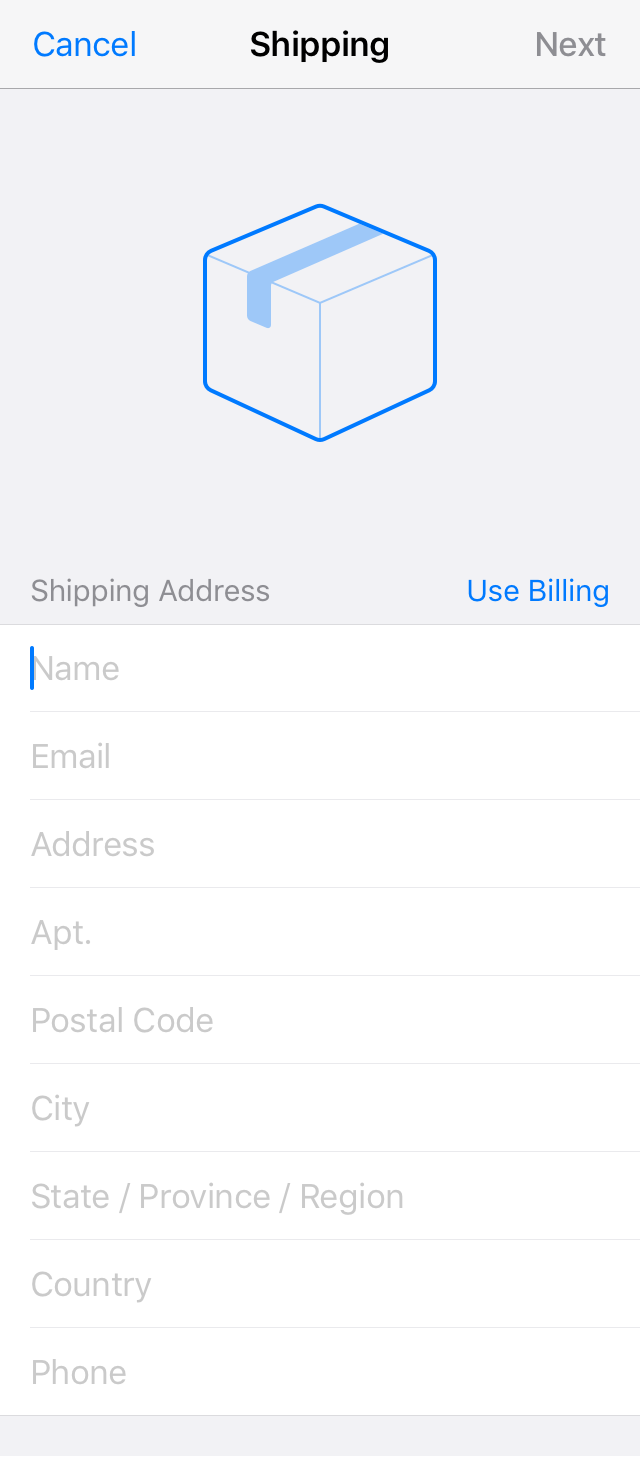 Cancel Shipping Next
Shipping Address Use Billing
Name
Email
Address
Apt.
Postal Code
City
State / Province / Region
Country
Phone